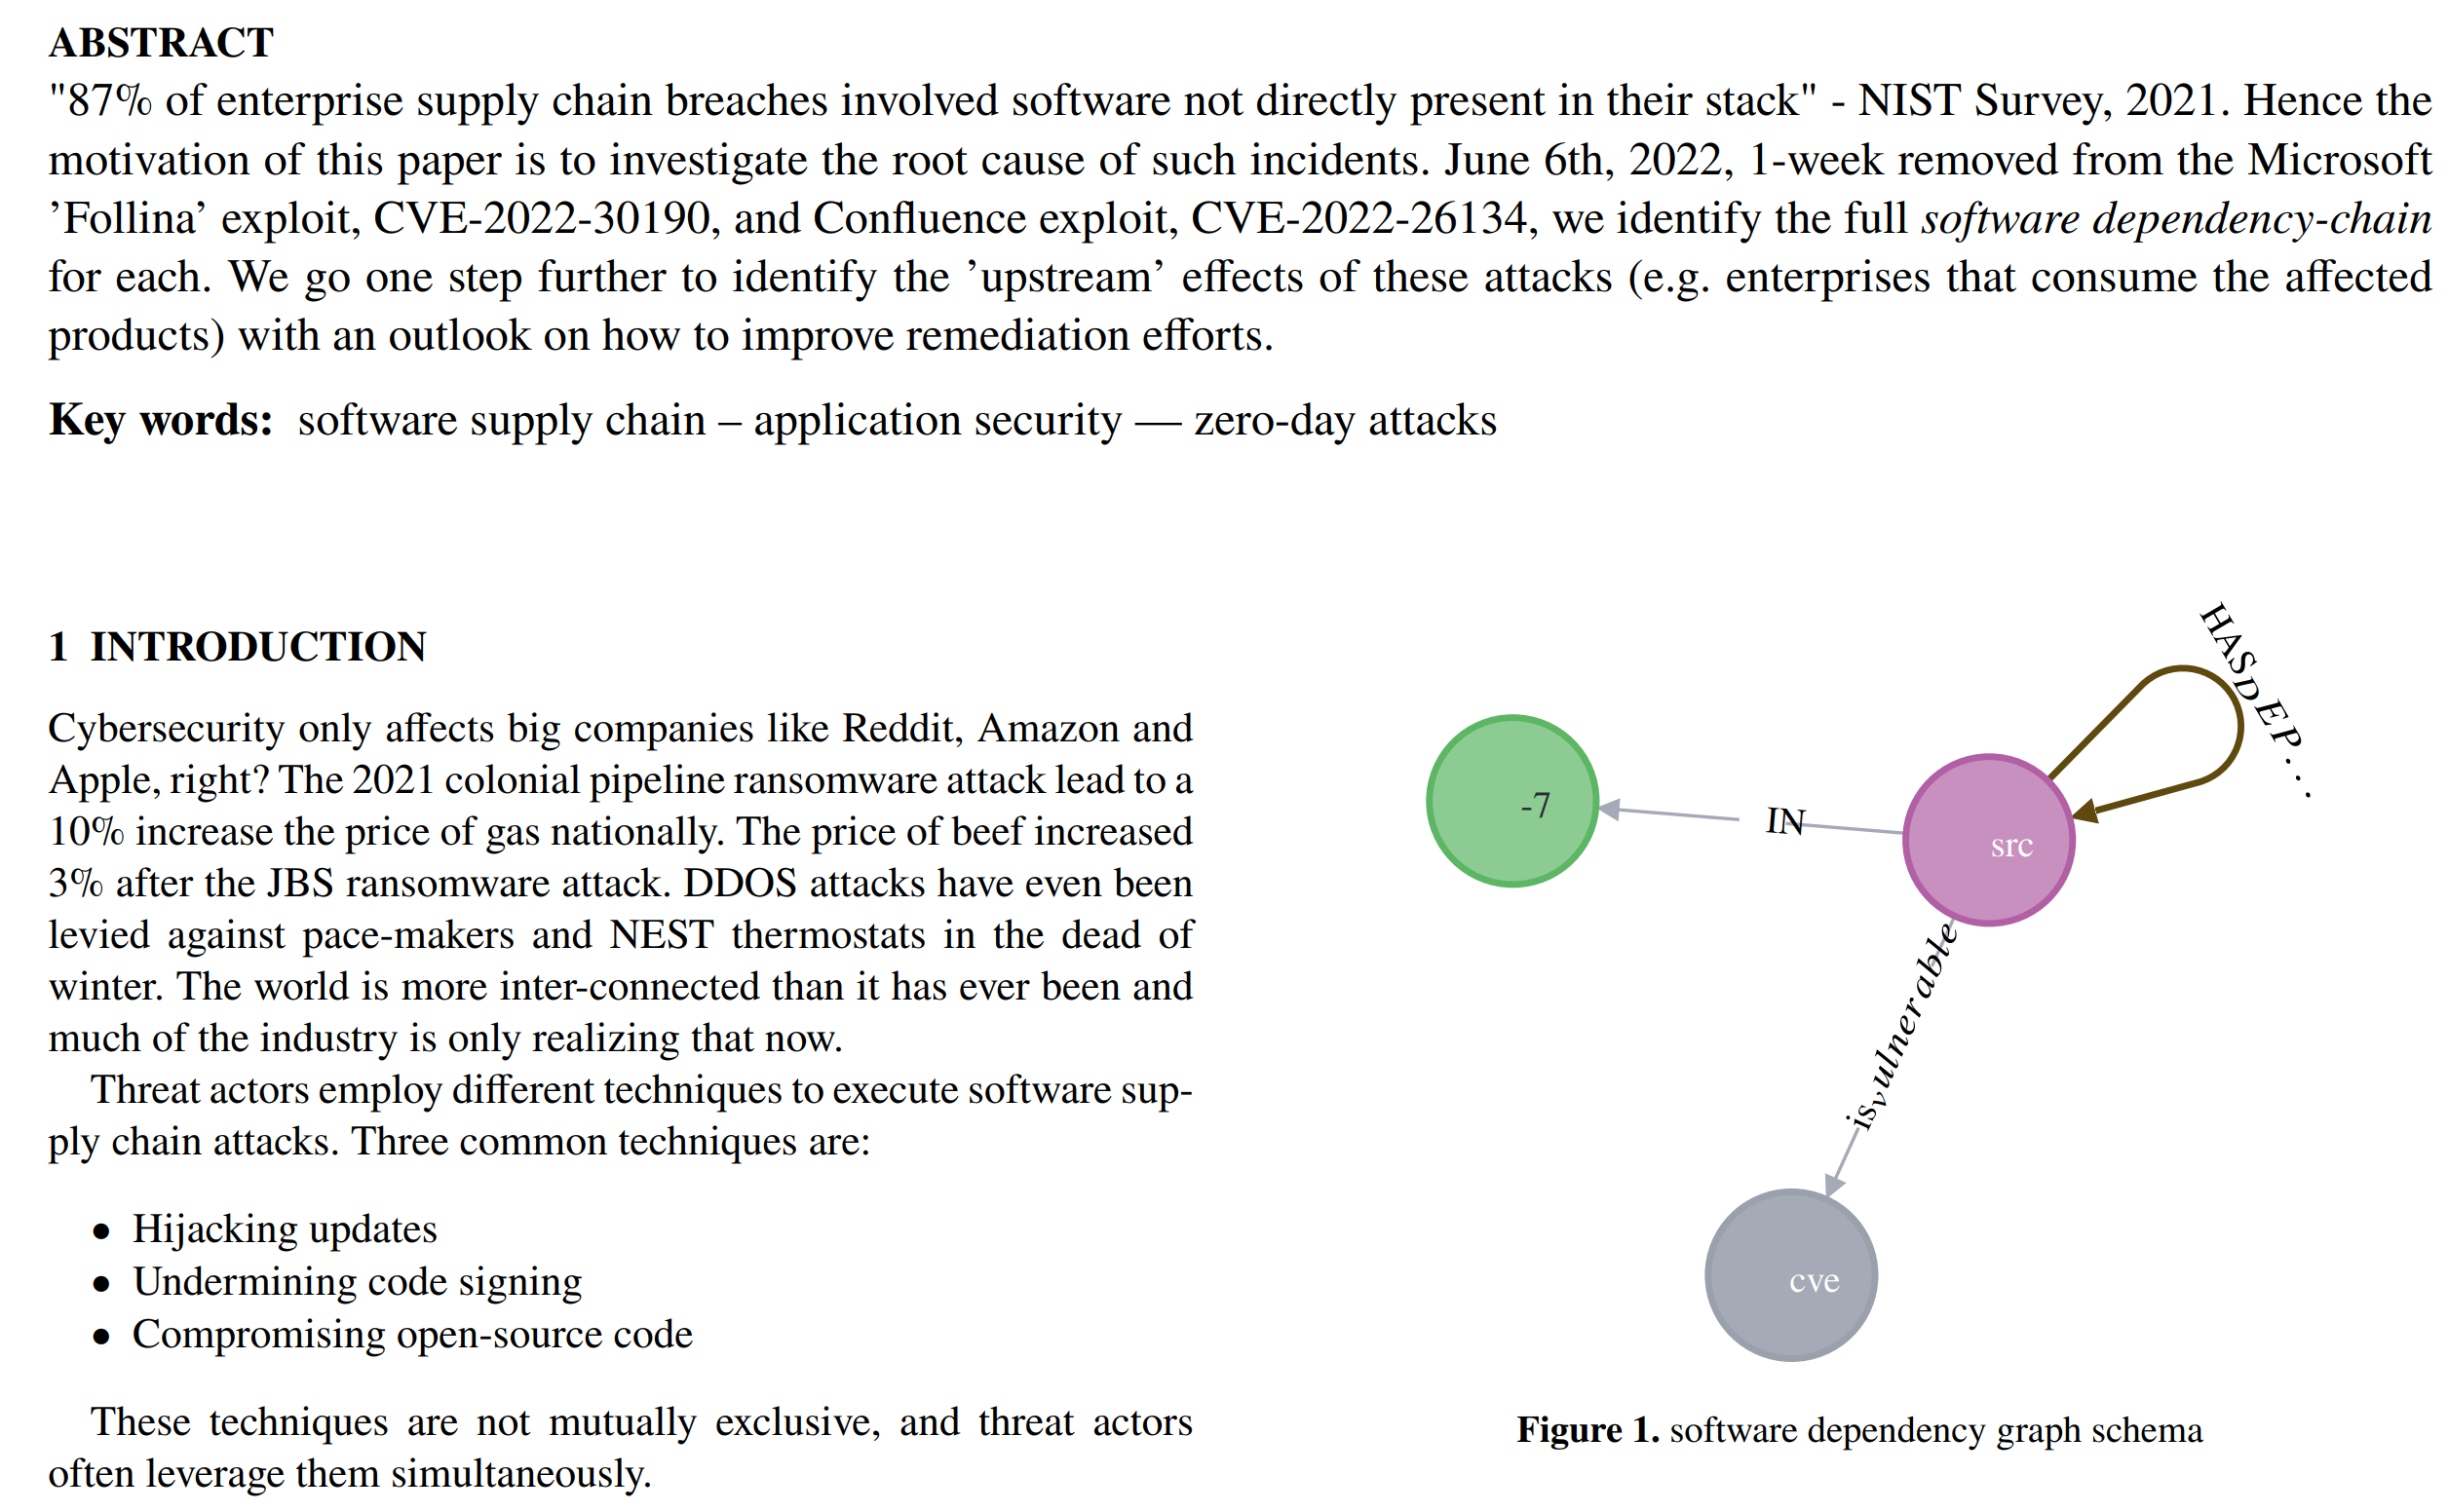 ABSTRACT
"87% of enterprise supply chain breaches involved software not directly present in their stack" - NIST Survey, 2021. Hence the
motivation of this paper is to investigate the root cause of such incidents. June 6th, 2022, 1-week removed from the Microsoft
’Follina’ exploit, CVE-2022-30190, and Confluence exploit, CVE-2022-26134, we identify the full software dependency-chain
for each. We go one step further to identify the ’upstream’ effects of these attacks (e.g. enterprises that consume the affected
products) with an outlook on how to improve remediation efforts.
Key words: software supply chain – application security — zero-day attacks
1 INTRODUCTION
Cybersecurity only affects big companies like Reddit, Amazon and
Apple, right? The 2021 colonial pipeline ransomware attack lead to a
10% increase the price of gas nationally. The price of beef increased
3% after the JBS ransomware attack. DDOS attacks have even been
levied against pace-makers and NEST thermostats in the dead of
winter. The world is more inter-connected than it has ever been and
much of the industry is only realizing that now.
Threat actors employ different techniques to execute software sup-
ply chain attacks. Three common techniques are:
• Hijacking updates
• Undermining code signing
• Compromising open-source code
These techniques are not mutually exclusive, and threat actors
often leverage them simultaneously.
HASDEP...
-7
IN
src
isvulnerable
cve
Figure 1. software dependency graph schema